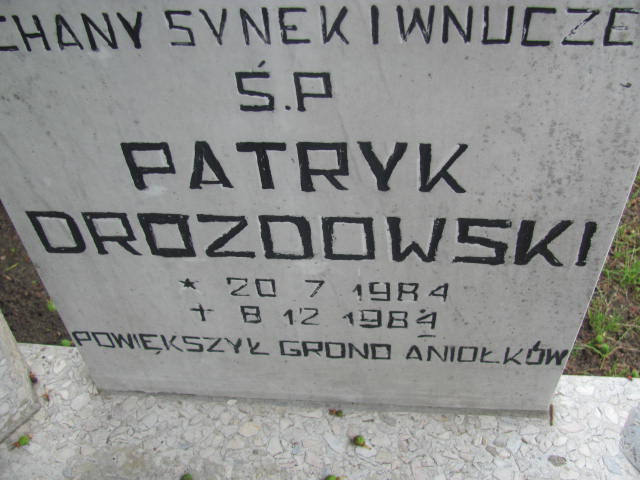 CHANY SYNEK I WNUCZE
Ś.P
PATRYK
DROZDOWSKI
* 20 7 1984
+ 8 12 1984
POWIĘKSZYŁ GRONO ANIOŁKÓW